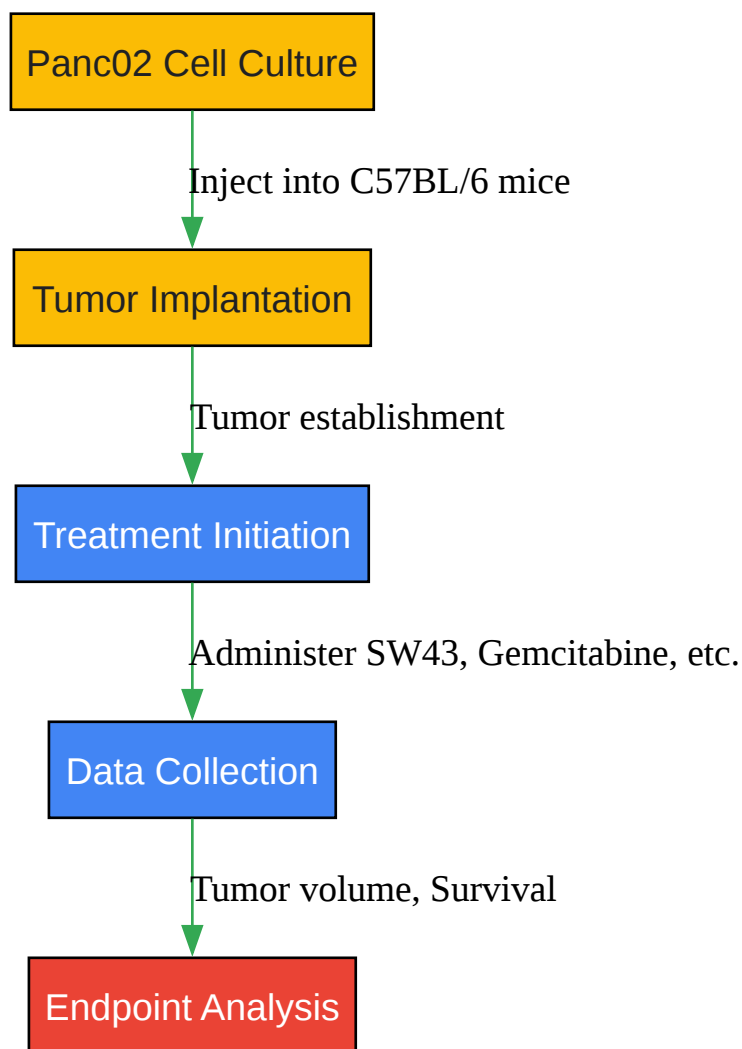 Panc02 Cell Culture
Inject into C57BL/6 mice
Tumor Implantation
Tumor establishment
Treatment Initiation
Administer SW43, Gemcitabine, etc.
Data Collection
Tumor volume, Survival
Endpoint Analysis